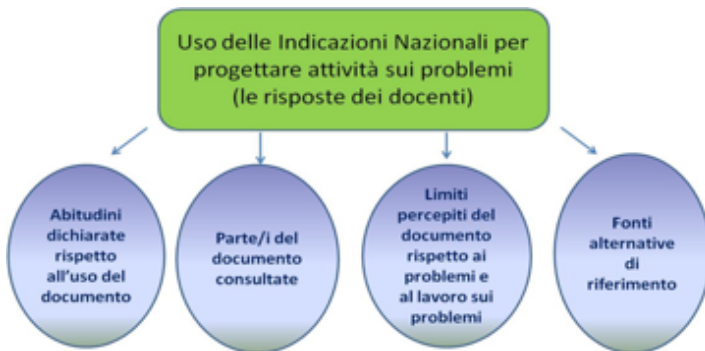 Uso delle Indicazioni Nazionali per
progettare attività sui problemi
(le risposte dei docenti)
Abitudini
dichiarate
rispetto
all'uso del
documento
Parte/i del
documento
consultate
Limiti
percepiti del
documento
rispetto ai
problemi e
al lavoro sui
problemi
Fonti
alternative
di
riferimento